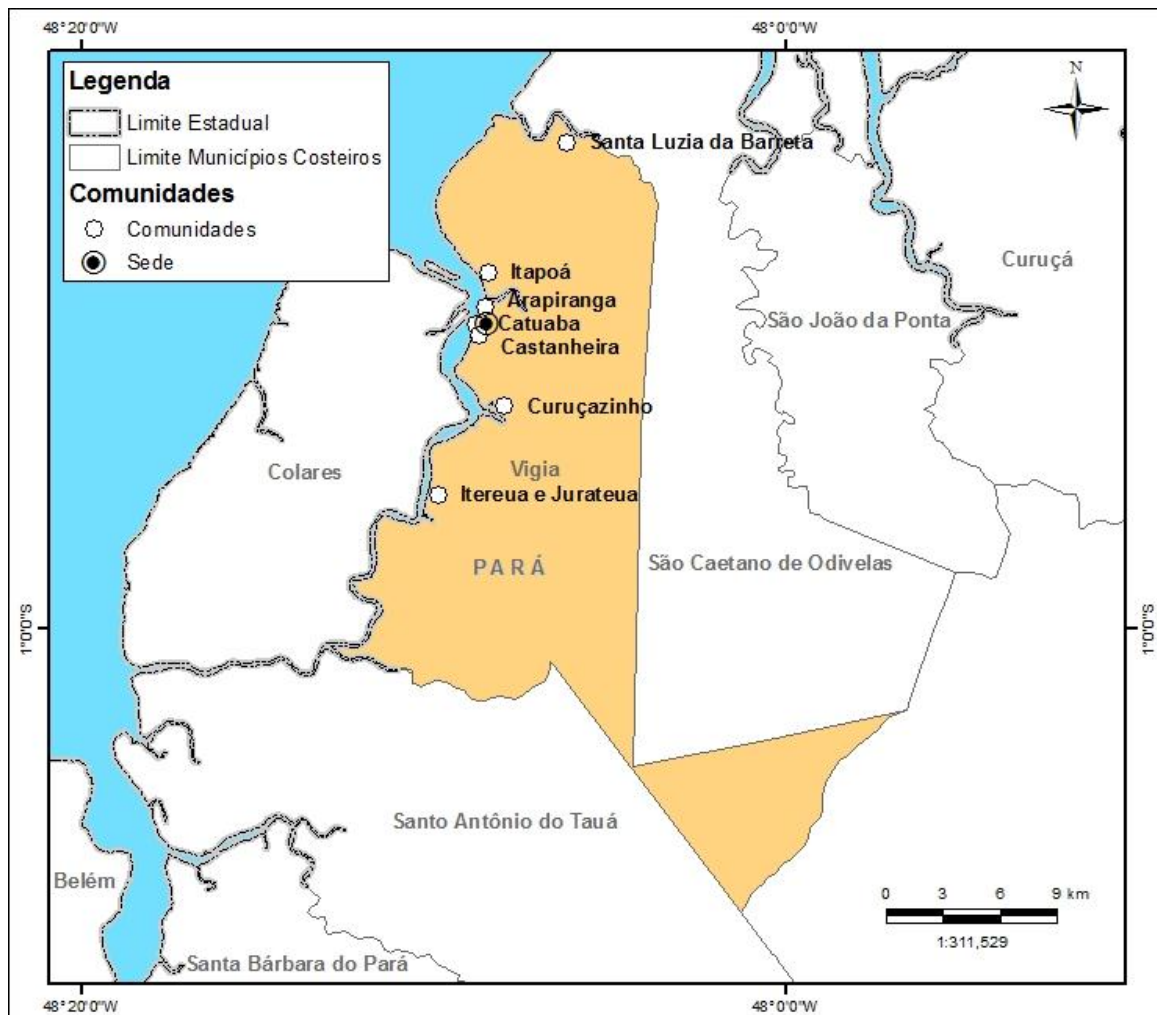 48°20'0"W
48°0'0"W
Legenda
Limite Estadual
Limite Municípios Costeiros
Comunidades
Comunidades
Sede
N
Santa Luzia da Barreta
Itapoá
Arapiranga
Catuaba
Castanheira
Curuçazinho
Itereua e Jurateua
Curuçá
São João da Ponta
Colares
Vigia
PARÁ
São Caetano de Odivelas
1°0'0"S
1°0'0"S
Santo Antônio do Tauá
Belém
Santa Bárbara do Pará
0 3 6 9 km
1:311,529
48°20'0"W
48°0'0"W